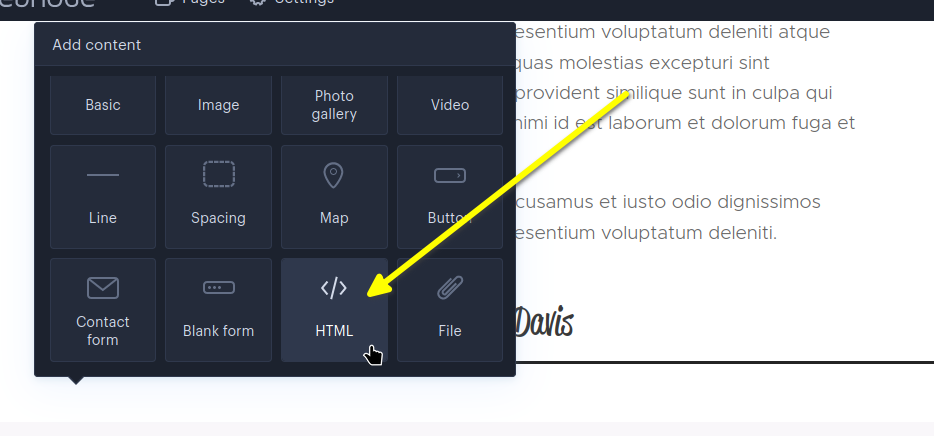 Pages
Settings
Add content
Basic
Image
Photo
gallery
Video
Line
Spacing
Map
Button
Contact
form
Blank form
HTML
File
esentium voluptatum deleniti atque
quas molestias excepturi sint
provident similique sunt in culpa qui
nimi id est laborum et dolorum fuga et
cusamus et iusto odio dignissimos
esentium voluptatum deleniti.
Davis